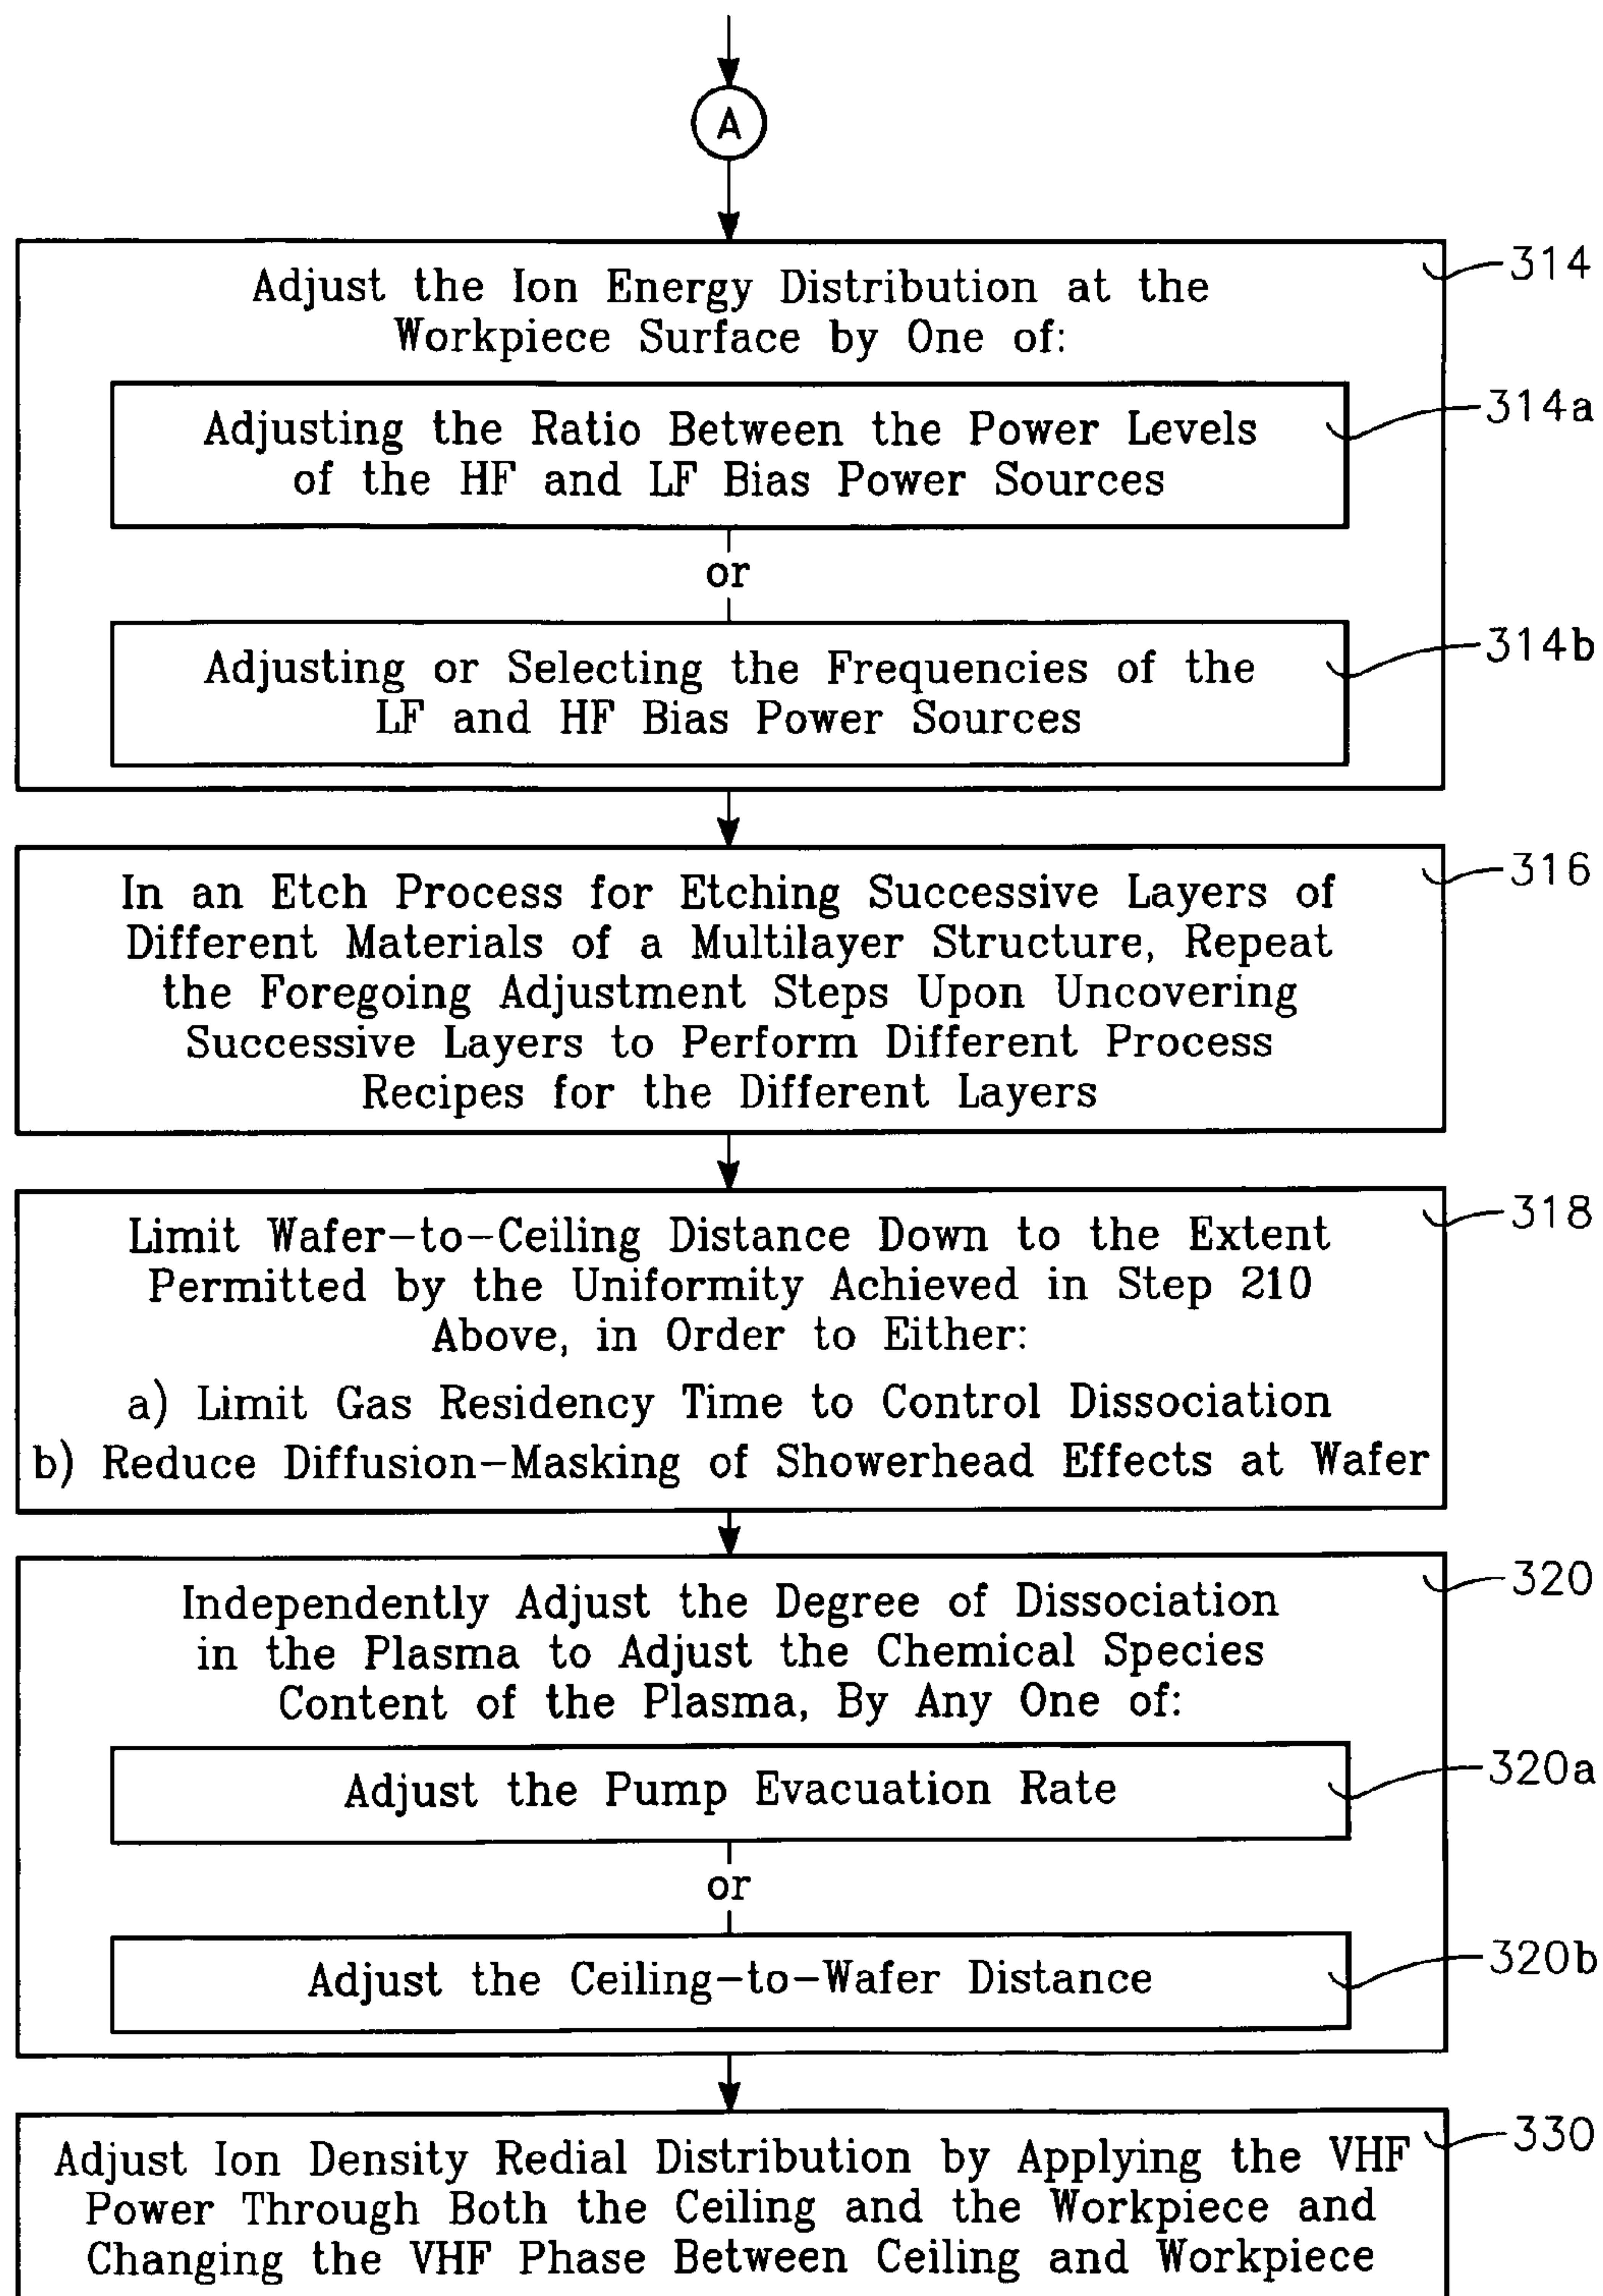 A
Adjust the Ion Energy Distribution at the
Workpiece Surface by One of:
314
Adjusting the Ratio Between the Power Levels
of the HF and LF Bias Power Sources
314a
or
Adjusting or Selecting the Frequencies of the
LF and HF Bias Power Sources
314b
In an Etch Process for Etching Successive Layers of
Different Materials of a Multilayer Structure, Repeat
the Foregoing Adjustment Steps Upon Uncovering
Successive Layers to Perform Different Process
Recipes for the Different Layers
316
Limit Wafer-to-Ceiling Distance Down to the Extent
Permitted by the Uniformity Achieved in Step 210
Above, in Order to Either:
a) Limit Gas Residency Time to Control Dissociation
b) Reduce Diffusion-Masking of Showerhead Effects at Wafer
318
Independently Adjust the Degree of Dissociation
in the Plasma to Adjust the Chemical Species
Content of the Plasma, By Any One of:
320
Adjust the Pump Evacuation Rate
320a
or
Adjust the Ceiling-to-Wafer Distance
320b
Adjust Ion Density Redial Distribution by Applying the VHF
Power Through Both the Ceiling and the Workpiece and
Changing the VHF Phase Between Ceiling and Workpiece
330